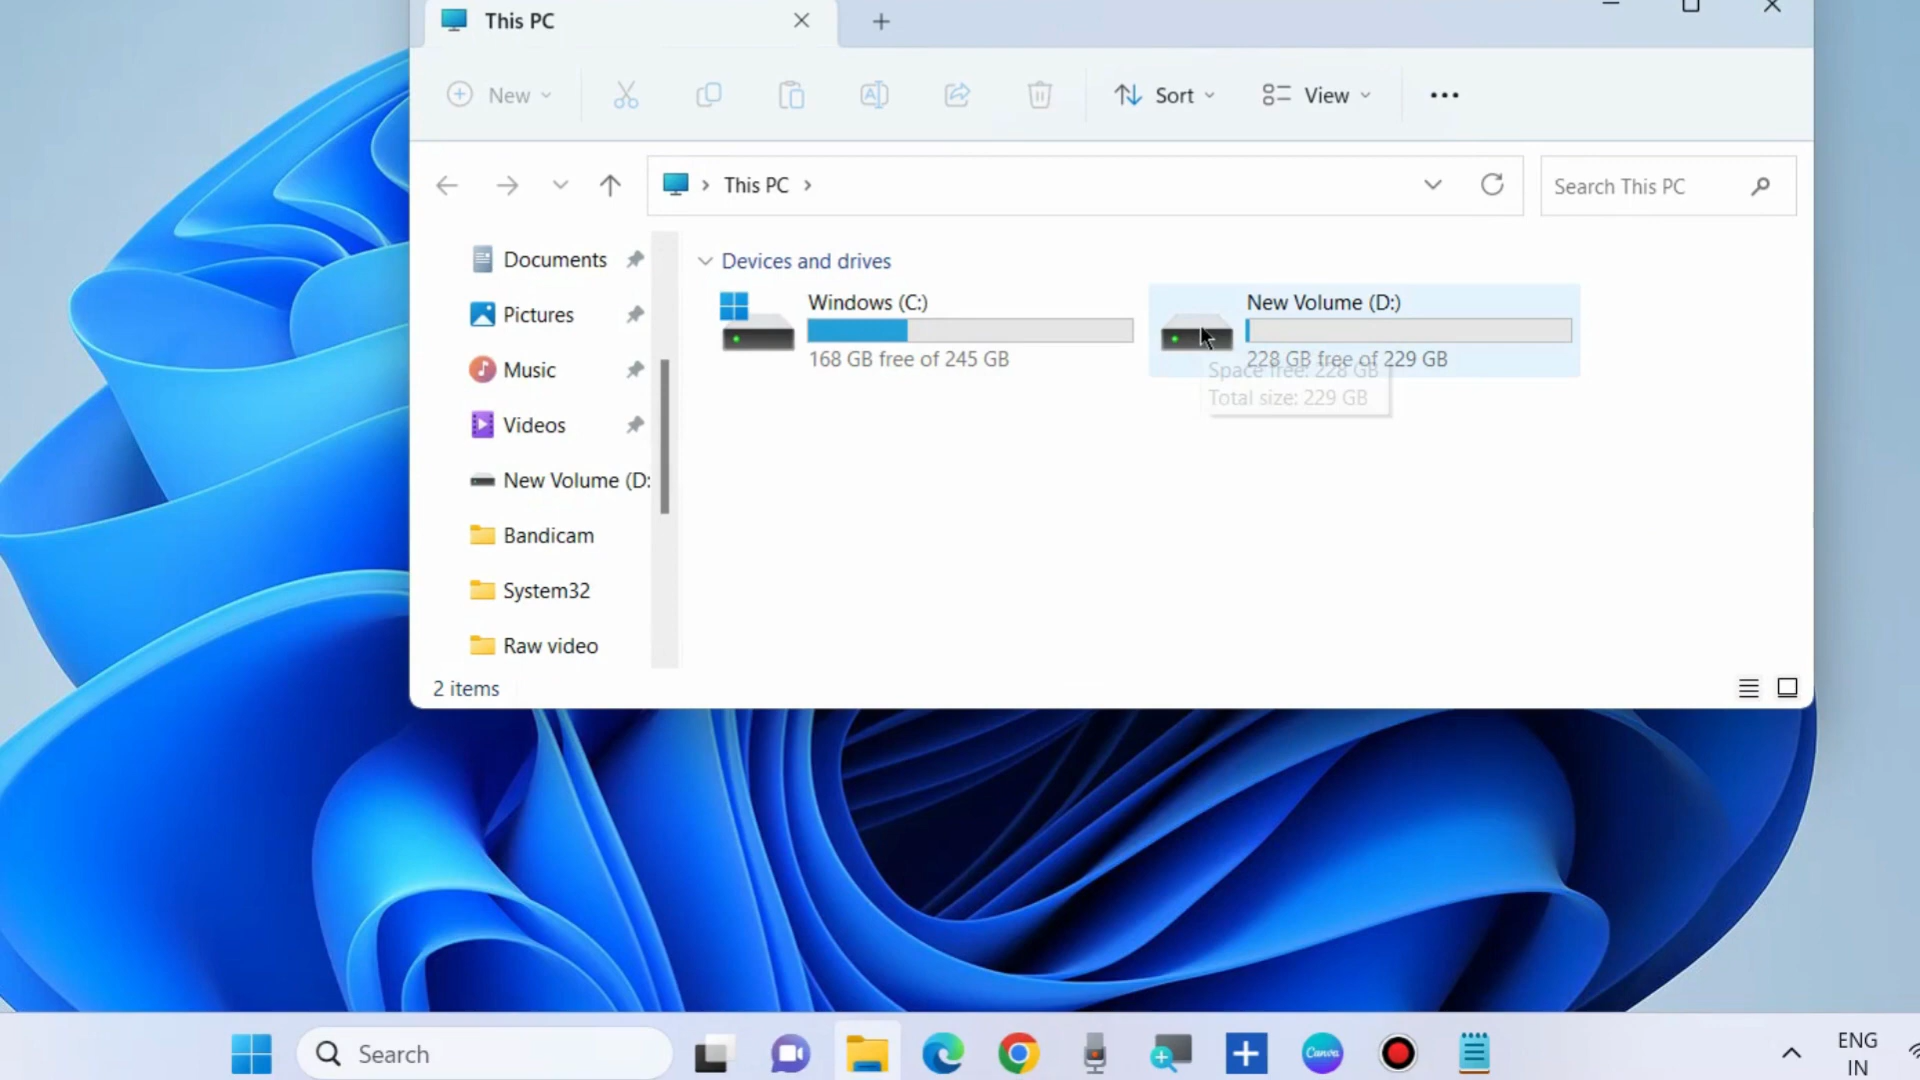 This PC
New
Sort
View
This PC
Search This PC
Documents
Pictures
Music
Videos
New Volume (D:
Bandicam
System32
Raw video
Devices and drives
Windows (C:)
168 GB free of 245 GB
New Volume (D:)
228 GB free of 229 GB
Space free: 228 GB
Total size: 229 GB
2 items
Search
Canva
ENG
IN